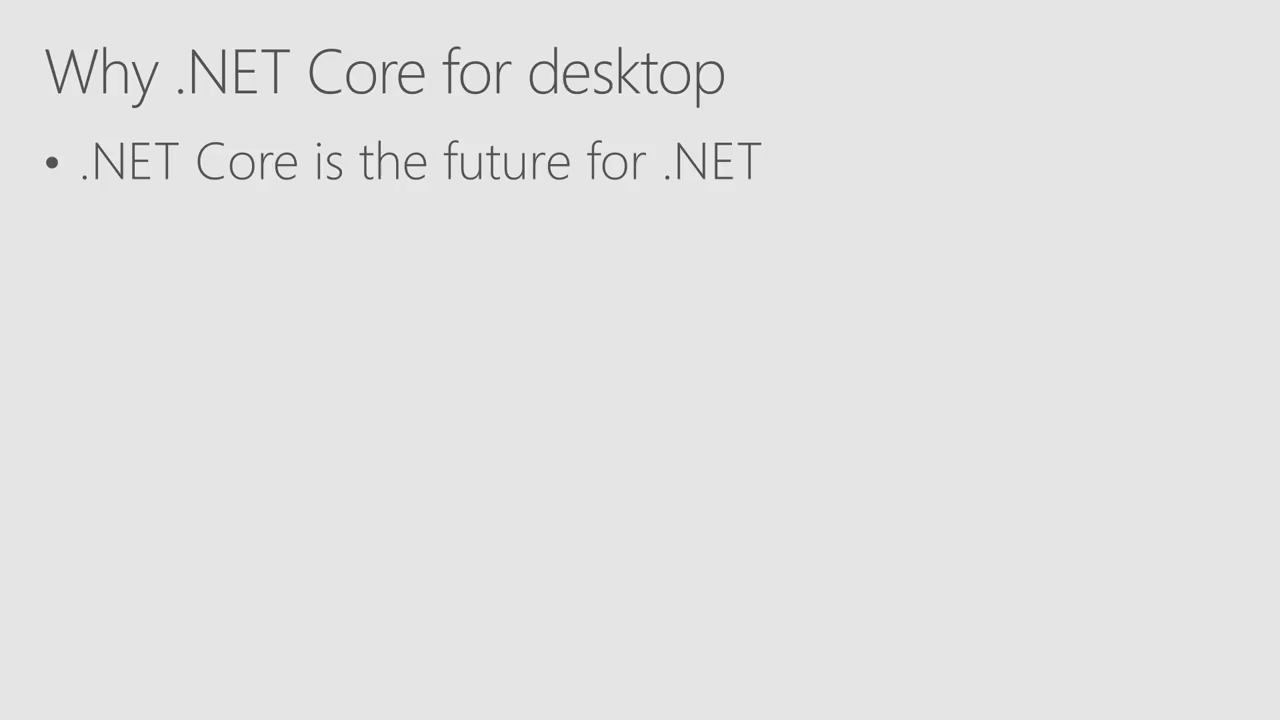 Why .NET Core for desktop
• .NET Core is the future for .NET